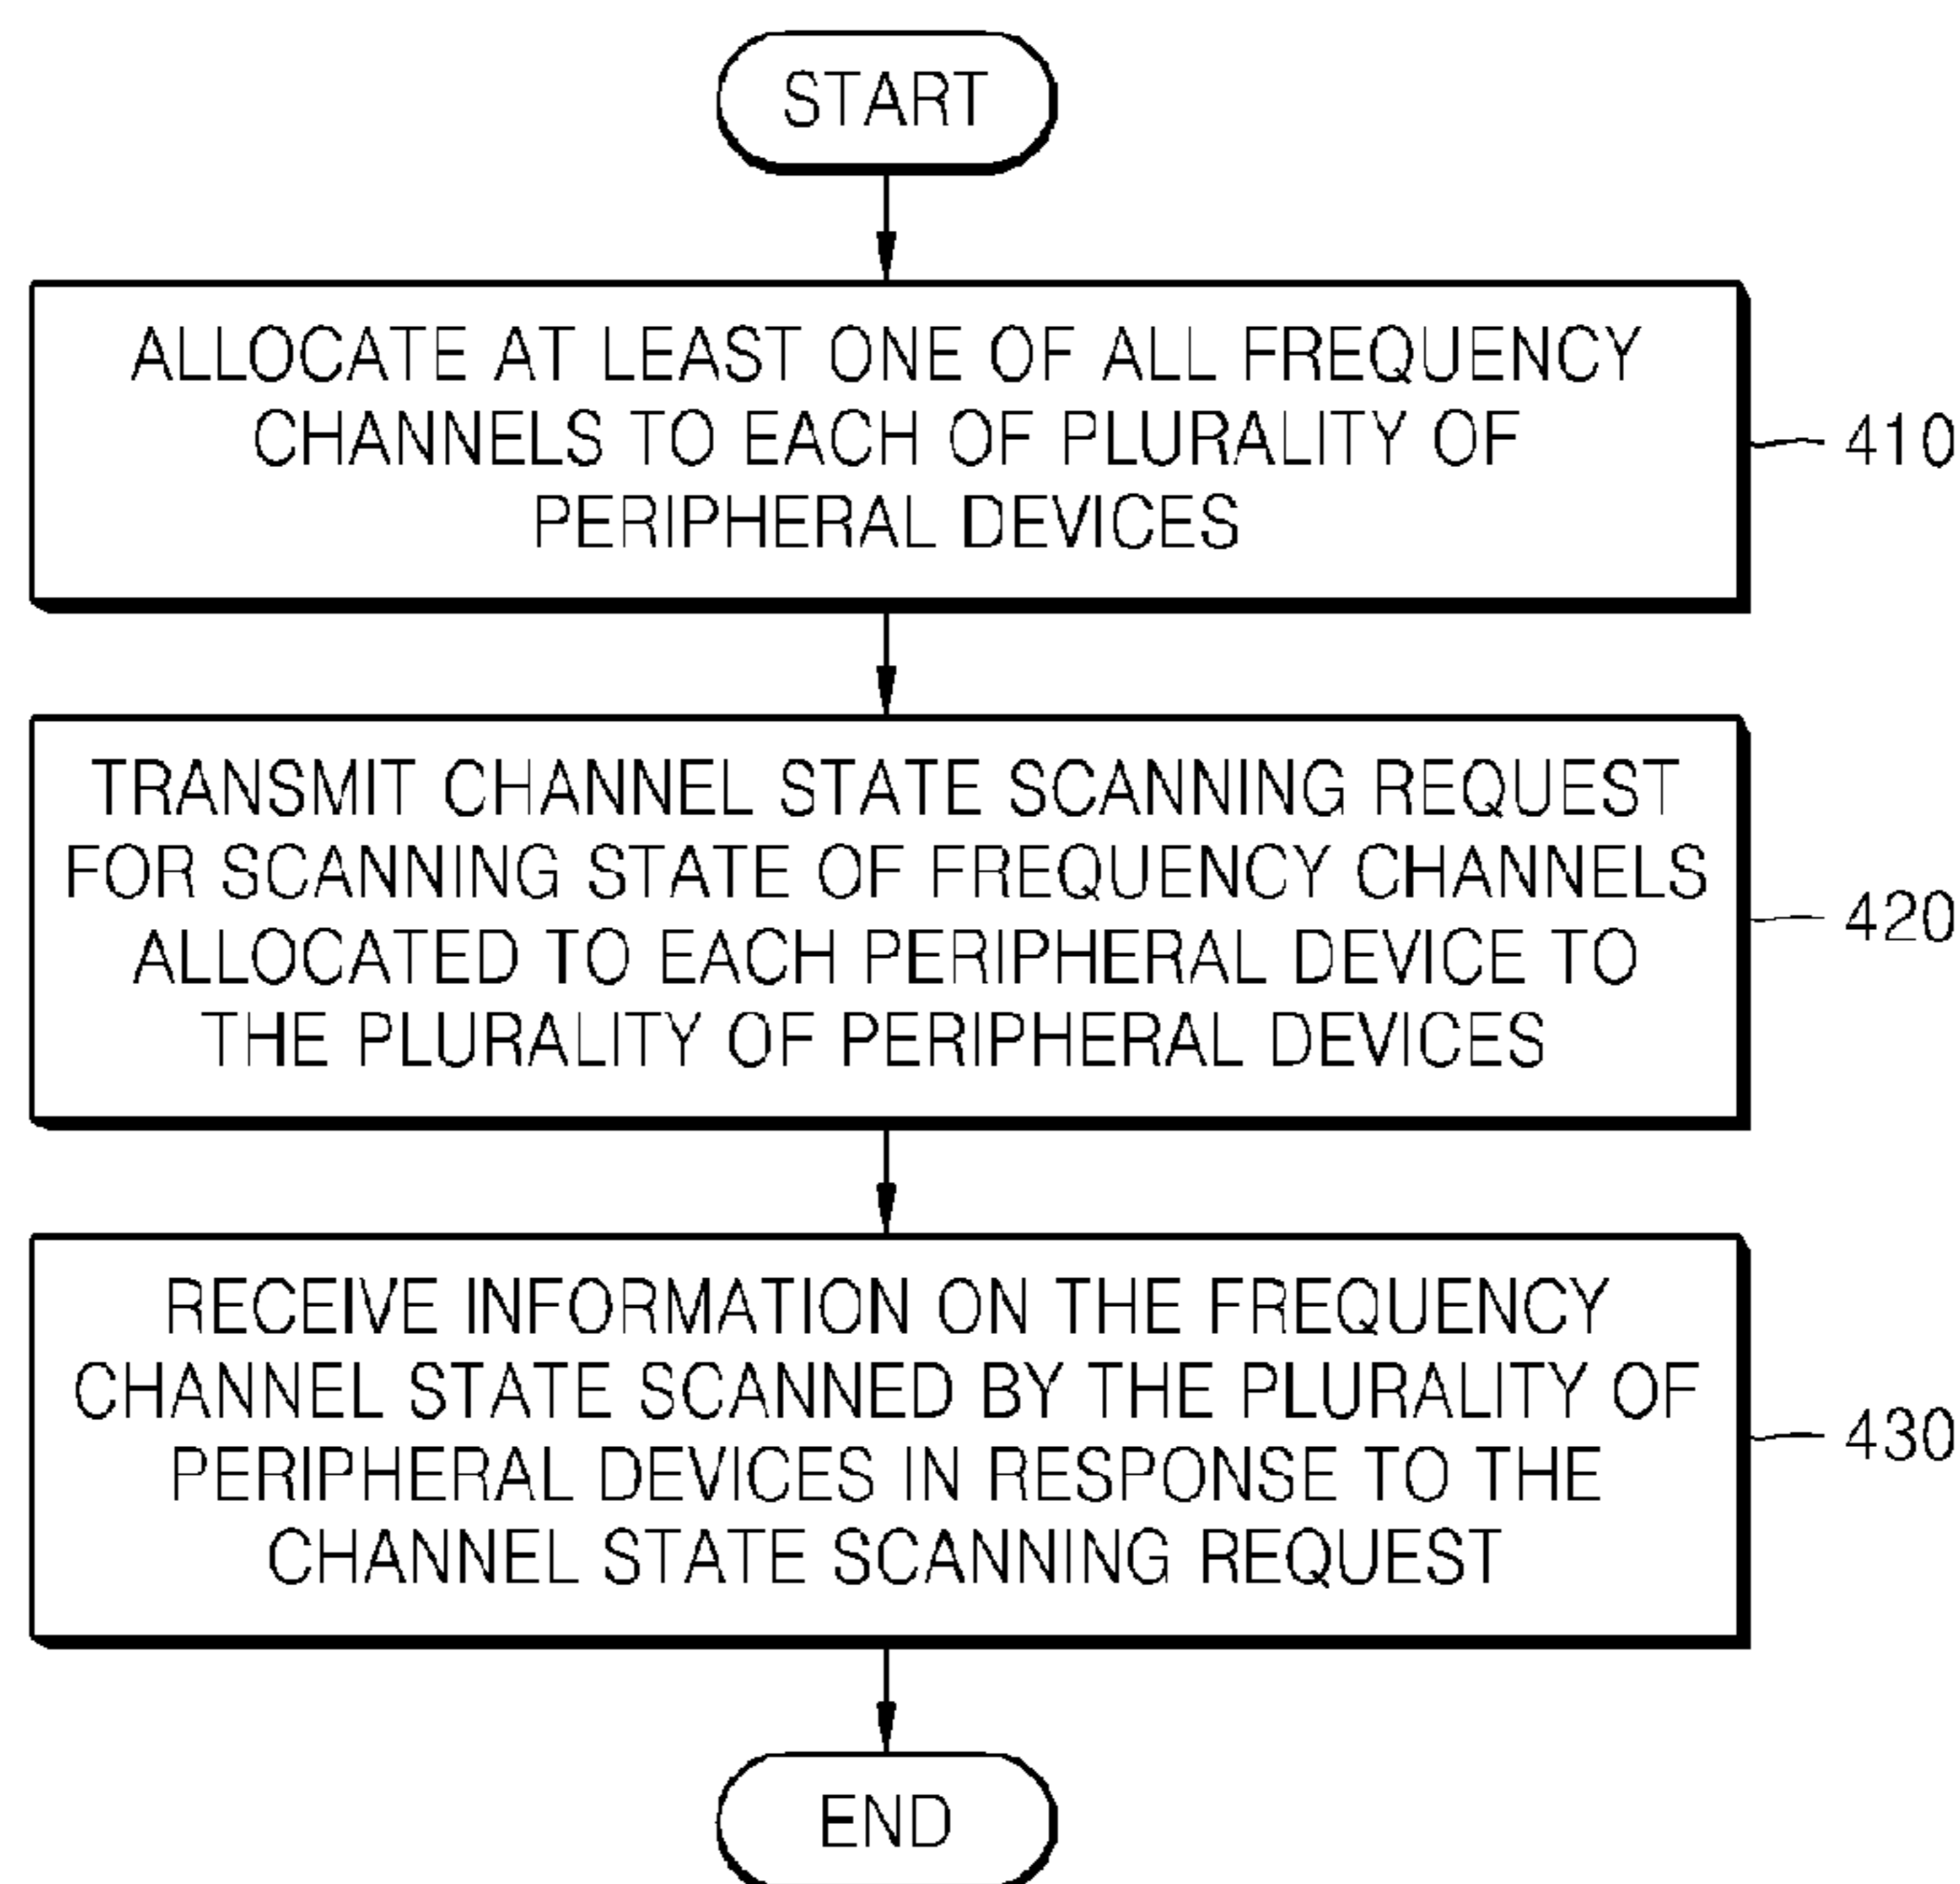 START
ALLOCATE AT LEAST ONE OF ALL FREQUENCY
CHANNELS TO EACH OF PLURALITY OF
PERIPHERAL DEVICES
410
TRANSMIT CHANNEL STATE SCANNING REQUEST
FOR SCANNING STATE OF FREQUENCY CHANNELS
ALLOCATED TO EACH PERIPHERAL DEVICE TO
THE PLURALITY OF PERIPHERAL DEVICES
420
RECEIVE INFORMATION ON THE FREQUENCY
CHANNEL STATE SCANNED BY THE PLURALITY OF
PERIPHERAL DEVICES IN RESPONSE TO THE
CHANNEL STATE SCANNING REQUEST
430
END